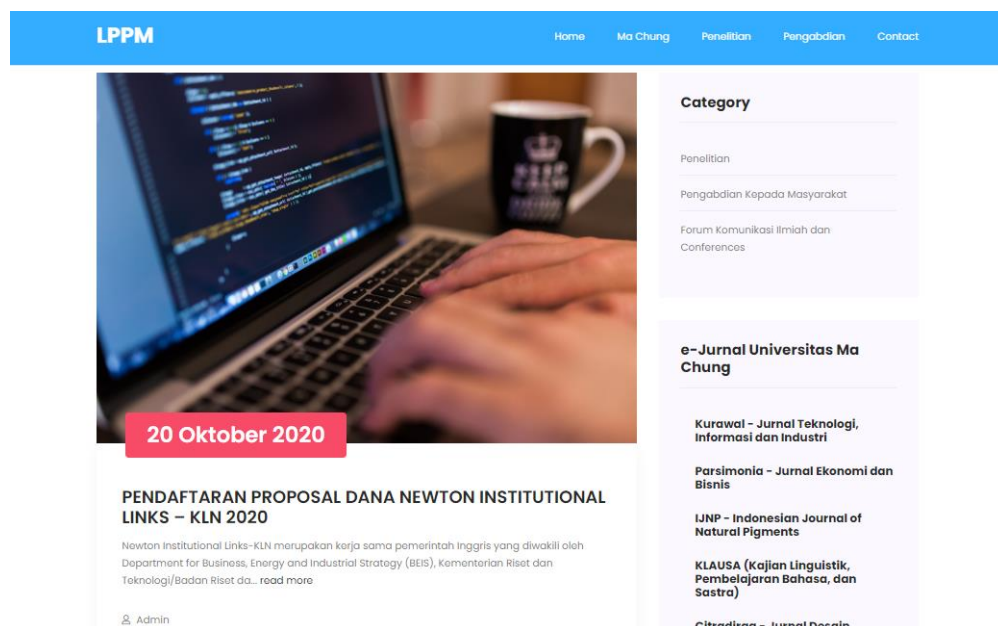 LPPM
Home Ma Chung Penelitian Pengabdian Contact
20 Oktober 2020
PENDAFTARAN PROPOSAL DANA NEWTON INSTITUTIONAL
LINKS – KLN 2020
Newton Institutional Links-KLN merupakan kerja sama pemerintah Inggris yang diwakili oleh
Department for Business, Energy and Industrial Strategy (BEIS), Kementerian Riset dan
Teknologi/Badan Riset da... read more
Admin
Category
Penelitian
Pengabdian Kepada Masyarakat
Forum Komunikasi Ilmiah dan
Conferences
e-Jurnal Universitas Ma
Chung
Kurawal - Jurnal Teknologi,
Informasi dan Industri
Parsimonia - Jurnal Ekonomi dan
Bisnis
IJNP - Indonesian Journal of
Natural Pigments
KLAUSA (Kajian Linguistik,
Pembelajaran Bahasa, dan
Sastra)
Citradirga - Jurnal Desain